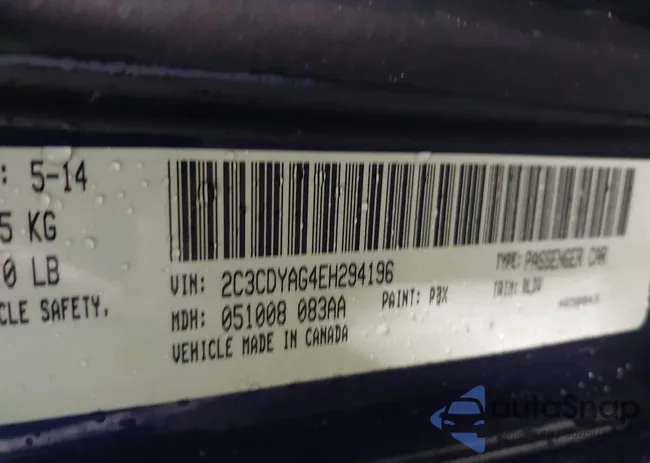 : 5-14
5 KG
0 LB
CLE SAFETY,
VIN: 2C3CDYAG4EH294196
TYPE: PASSENGER CAR
MDH: 051008 083AA
PAINT: PBX
TRIM:
VEHICLE MADE IN CANADA
autoSnap